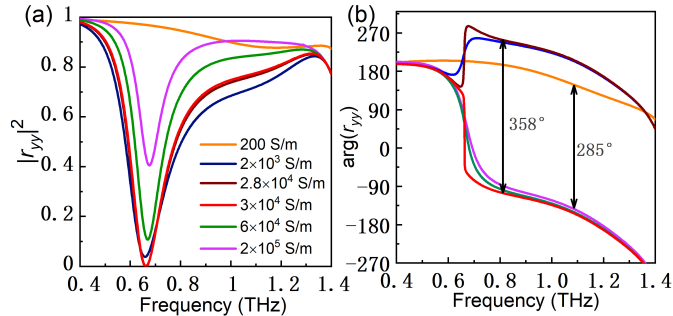 (a)
1
0.8
0.6
0.4
0.2
0
|r_yy|^2
200 S/m
2×10^3 S/m
2.8×10^4 S/m
3×10^4 S/m
6×10^4 S/m
2×10^5 S/m
0.4 0.6 0.8 1.0 1.2 1.4
Frequency (THz)
(b)
270
180
90
0
-90
-180
-270
arg(r_yy)
358°
285°
0.4 0.6 0.8 1.0 1.2 1.4
Frequency (THz)